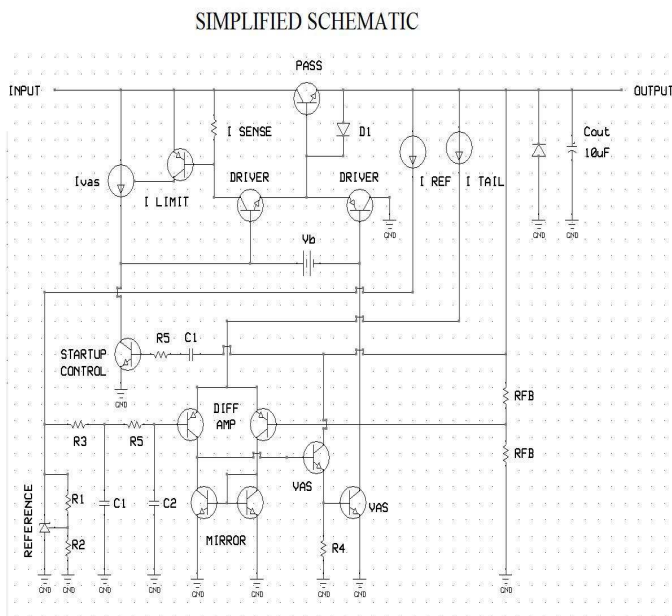 SIMPLIFIED SCHEMATIC
PASS
INPUT
OUTPUT
I SENSE
D1
Cout
10uF
Ivas
I LIMIT
DRIVER
DRIVER
I REF
I TAIL
GND
GND
GND
Vb
STARTUP
CONTROL
R5
C1
GND
RFB
DIFF
AMP
R3
R5
RFB
VAS
REFERENCE
R1
C1
C2
VAS
MIRROR
R2
R4
GND
GND
GND
GND
GND
GND
GND
GND
GND